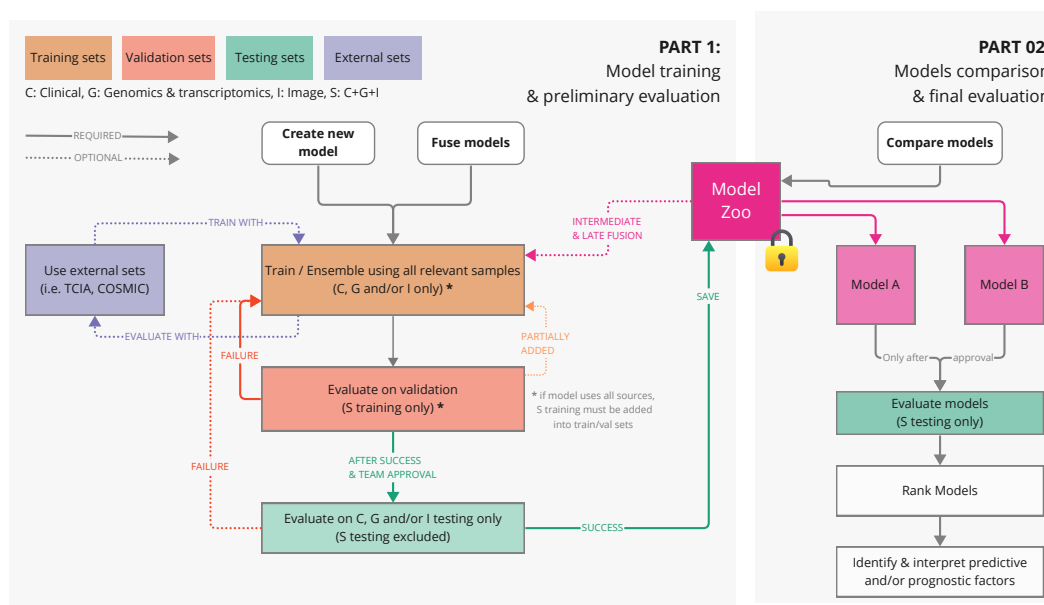 Training sets
Validation sets
Testing sets
External sets
C: Clinical, G: Genomics & transcriptomics, I: Image, S: C+G+I
REQUIRED
OPTIONAL
PART 1:
Model training
& preliminary evaluation
Create new
model
Fuse models
Model
Zoo
INTERMEDIATE
& LATE FUSION
TRAIN WITH
Use external sets
(i.e. TCIA, COSMIC)
EVALUATE WITH
Train / Ensemble using all relevant samples
(C, G and/or I only) *
FAILURE
PARTIALLY
ADDED
SAVE
Evaluate on validation
(S training only) *
* if model uses all sources,
S training must be added
into train/val sets
AFTER SUCCESS
& TEAM APPROVAL
FAILURE
Evaluate on C, G and/or I testing only
(S testing excluded)
SUCCESS
PART 02
Models comparison
& final evaluation
Compare models
Model A
Model B
Only after
approval
Evaluate models
(S testing only)
Rank Models
Identify & interpret predictive
and/or prognostic factors